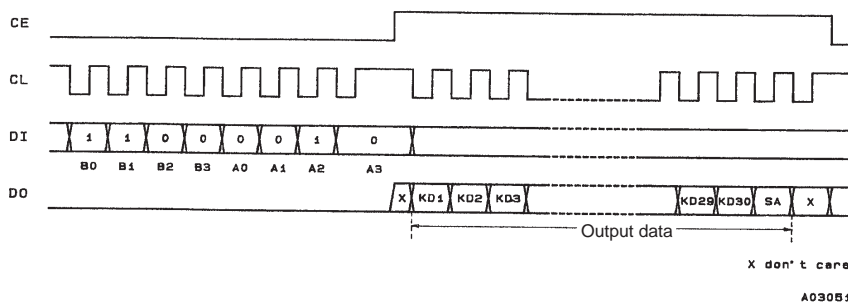 CE
CL
DI 1 1 0 0 0 0 1 0
B0 B1 B2 B3 A0 A1 A2 A3
DO X KD1 KD2 KD3 KD29 KD30 SA X
Output data
X don't care
A03051